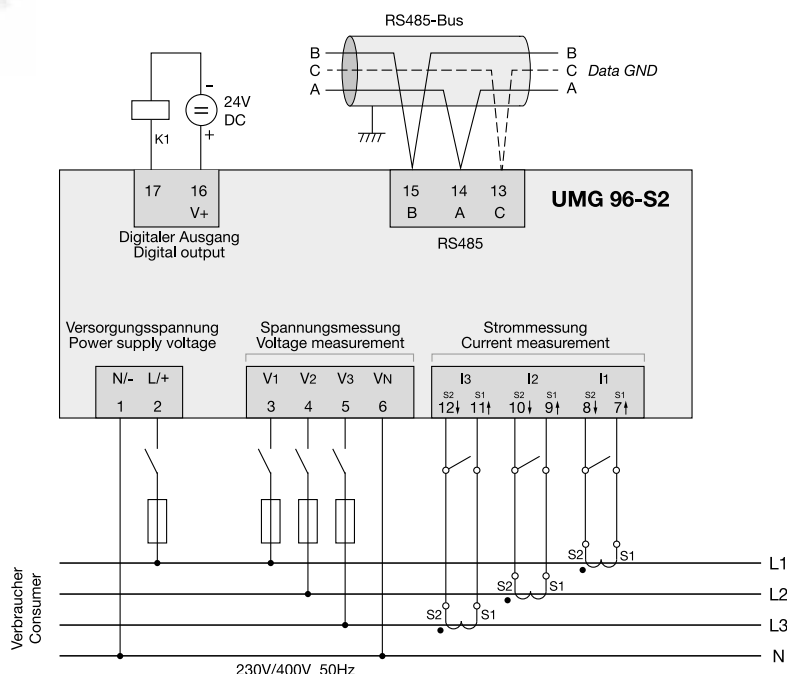 RS485-Bus
B B
C C Data GND
A A
-
24V
DC
+
K1
17 16
V+
Digitaler Ausgang
Digital output
15 14 13
B A C
RS485
UMG 96-S2
Versorgungsspannung
Power supply voltage
Spannungsmessung
Voltage measurement
Strommessung
Current measurement
N/- L/+
1 2
V1 V2 V3 VN
3 4 5 6
I3 I2 I1
S2 S1 S2 S1 S2 S1
12 11 10 9 8 7
S2 S1
S2 S1
S2 S1
L1
L2
L3
N
Verbraucher
Consumer
230V/400V 50Hz